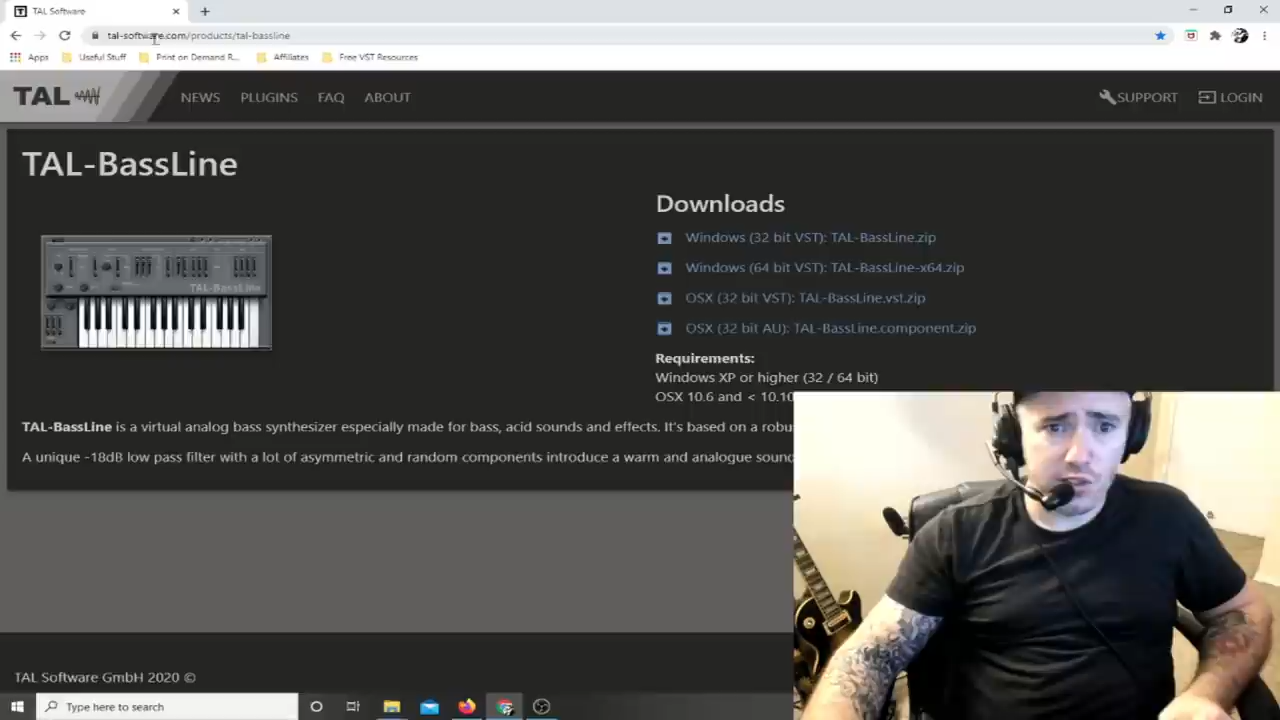 TAL Software
tal-software.com/products/tal-bassline
Apps Useful Stuff Print on Demand R... Affiliates Free VST Resources
TAL NEWS PLUGINS FAQ ABOUT SUPPORT LOGIN
TAL-BassLine
Downloads
Windows (32 bit VST): TAL-BassLine.zip
Windows (64 bit VST): TAL-BassLine-x64.zip
OSX (32 bit VST): TAL-BassLine.vst.zip
OSX (32 bit AU): TAL-BassLine.component.zip
TAL-BassLine
Requirements:
Windows XP or higher (32 / 64 bit)
OSX 10.6 and < 10.10
TAL-BassLine is a virtual analog bass synthesizer especially made for bass, acid sounds and effects. It's based on a
A unique -18dB low pass filter with a lot of asymmetric and random components introduce a warm and analogue
TAL Software GmbH 2020 ©
Type here to search